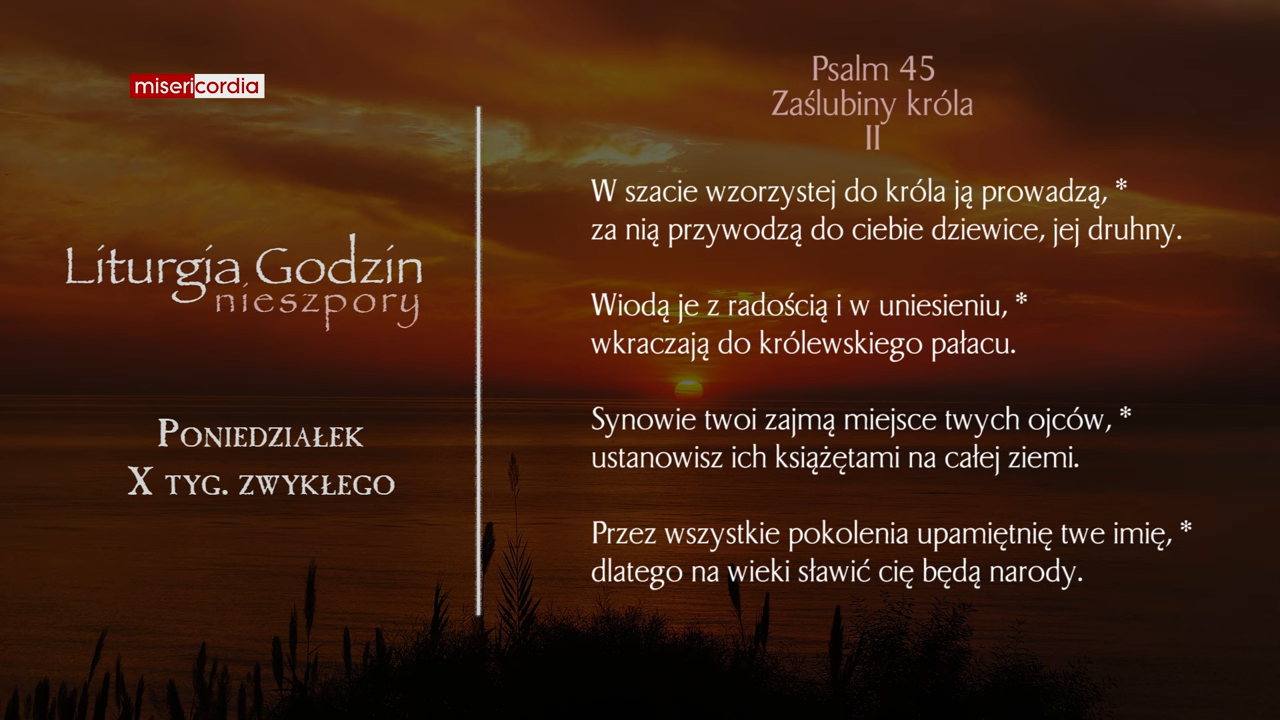 misericordia
Liturgia Godzin
nieszpory
Poniedziałek
X tyg. zwykłego
Psalm 45
Zaślubiny króla
II
W szacie wzorzystej do króla ją prowadzą, *
za nią przywodzą do ciebie dziewice, jej druhny.
Wiodą je z radością i w uniesieniu, *
wkraczają do królewskiego pałacu.
Synowie twoi zajmą miejsce twych ojców, *
ustanowisz ich książętami na całej ziemi.
Przez wszystkie pokolenia upamiętnię twe imię, *
dlatego na wieki sławić cię będą narody.